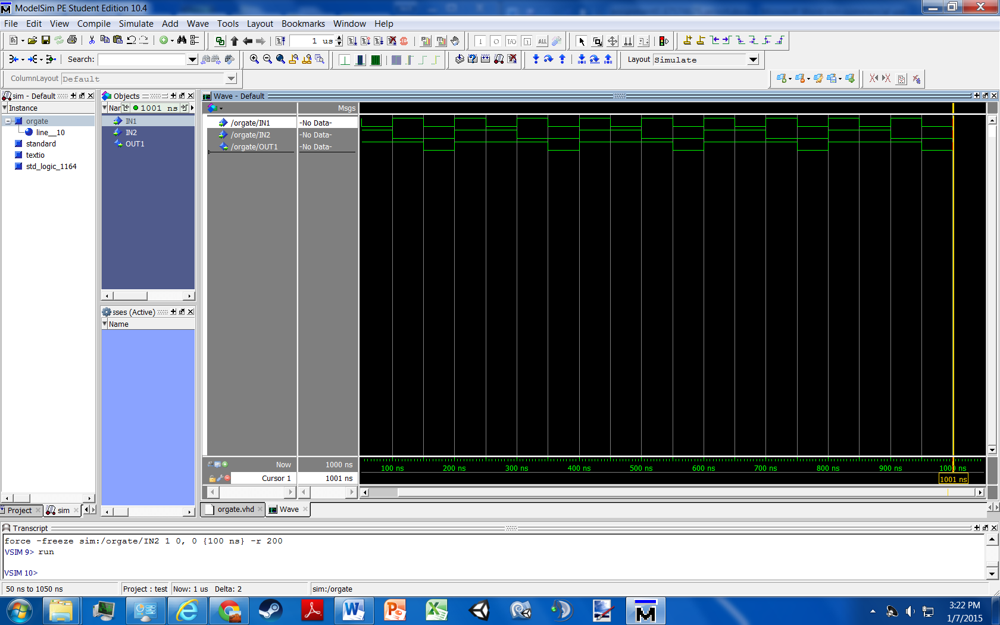 ModelSim PE Student Edition 10.4
File Edit View Compile Simulate Add Wave Tools Layout Bookmarks Window Help
1 us
Search:
Layout Simulate
ColumnLayout Default
sim - Default
Objects
Wave - Default
Instance
1001 ns
Msgs
orgate
line__10
standard
textio
std_logic_1164
IN1
IN2
OUT1
/orgate/IN1 -No Data-
/orgate/IN2 -No Data-
/orgate/OUT1 -No Data-
sses (Active)
Name
Now 1000 ns
100 ns 200 ns 300 ns 400 ns 500 ns 600 ns 700 ns 800 ns 900 ns 1000 ns
Cursor 1 1001 ns
1001 ns
Project sim
orgate.vhd Wave
Transcript
force -freeze sim:/orgate/IN2 1 0, 0 {100 ns} -r 200
VSIM 9> run
VSIM 10>
50 ns to 1050 ns Project : test Now: 1 us Delta: 2 sim:/orgate
3:22 PM
1/7/2015